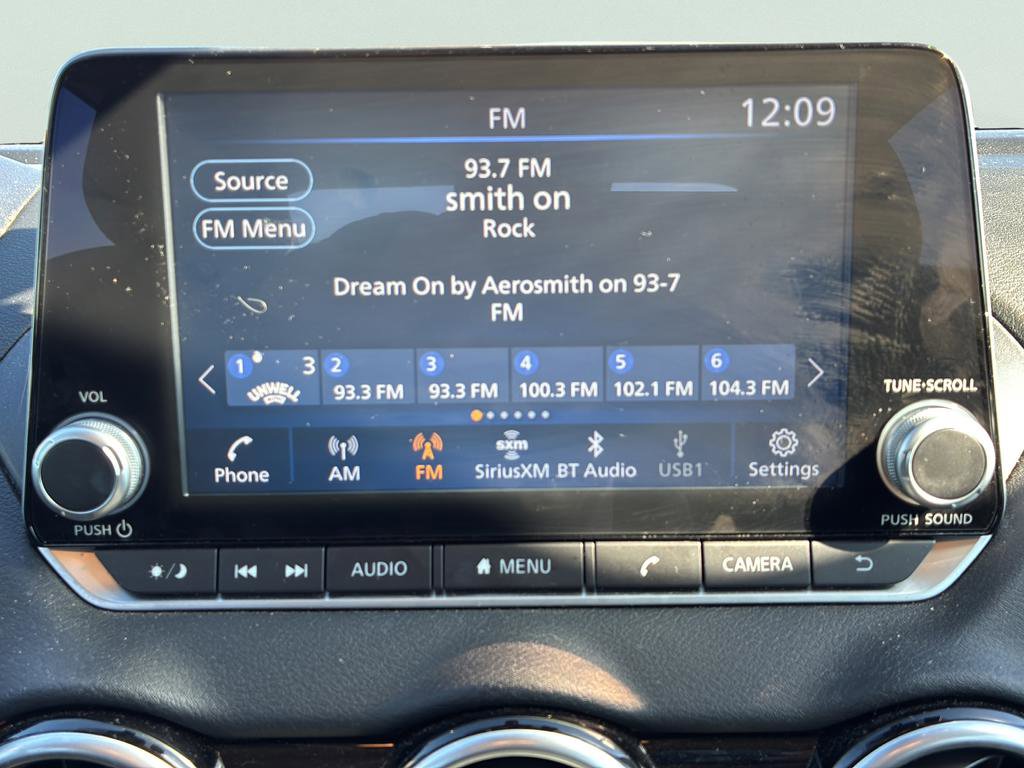 FM
12:09
Source
93.7 FM
smith on
FM Menu
Rock
Dream On by Aerosmith on 93-7
FM
1 3 UNWELL
2 93.3 FM
3 93.3 FM
4 100.3 FM
5 102.1 FM
6 104.3 FM
VOL
TUNE•SCROLL
Phone
AM
FM
sxm
SiriusXM
BT Audio
USB1
Settings
PUSH
PUSH SOUND
AUDIO
MENU
CAMERA